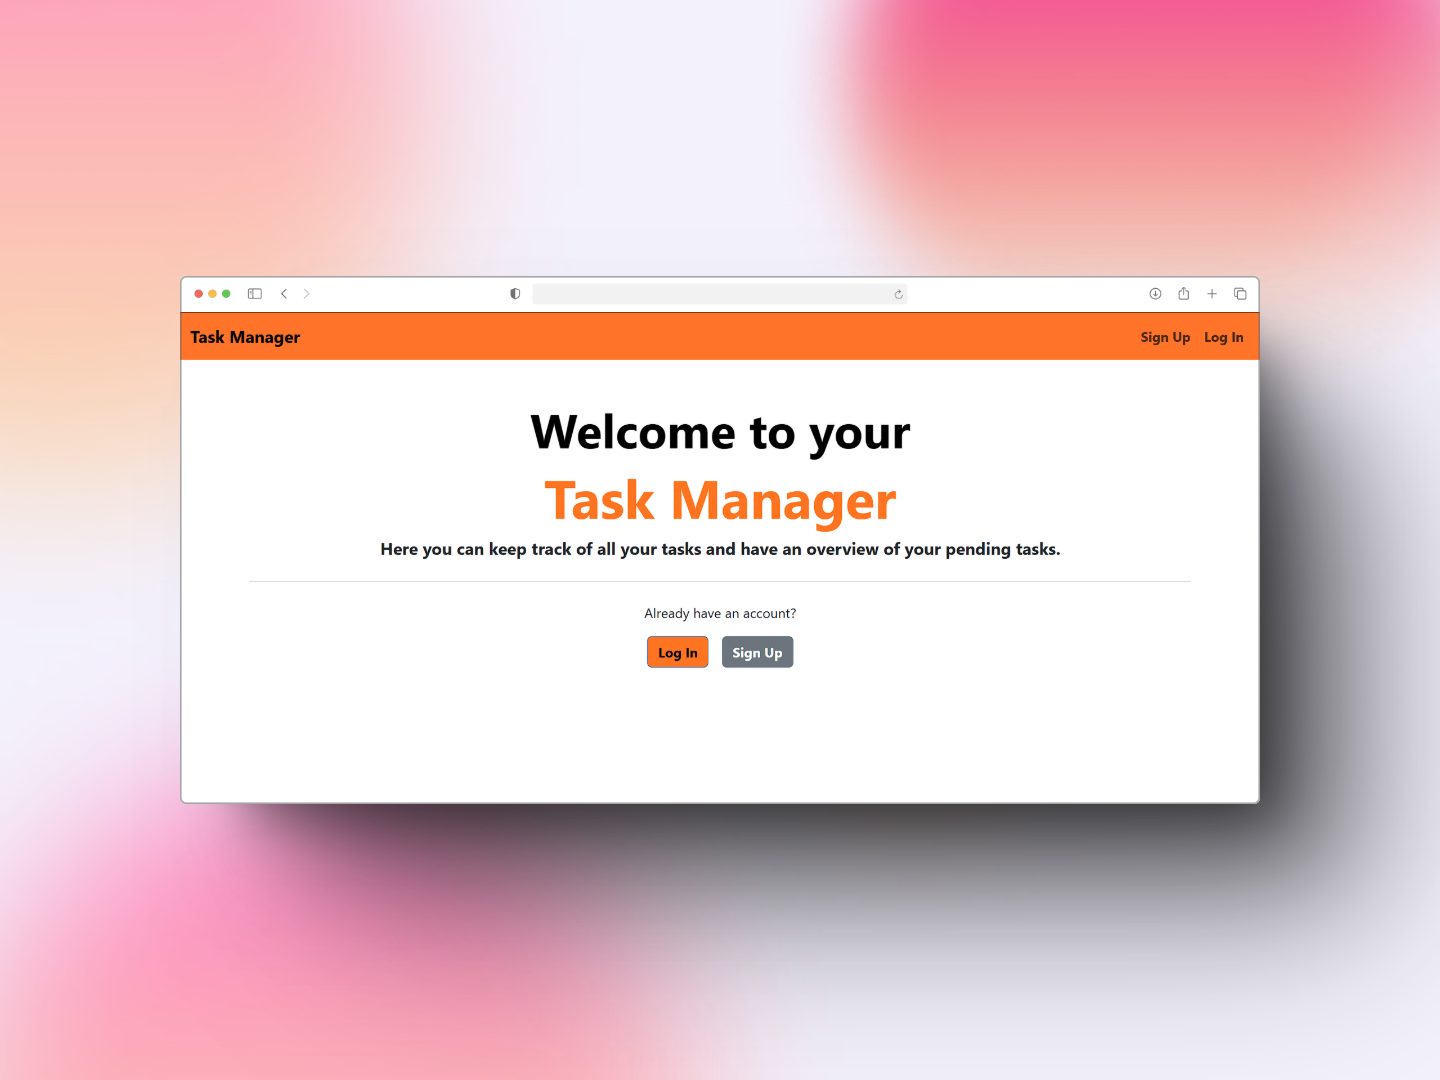 Task Manager
Sign Up Log In
Welcome to your
Task Manager
Here you can keep track of all your tasks and have an overview of your pending tasks.
Already have an account?
Log In Sign Up